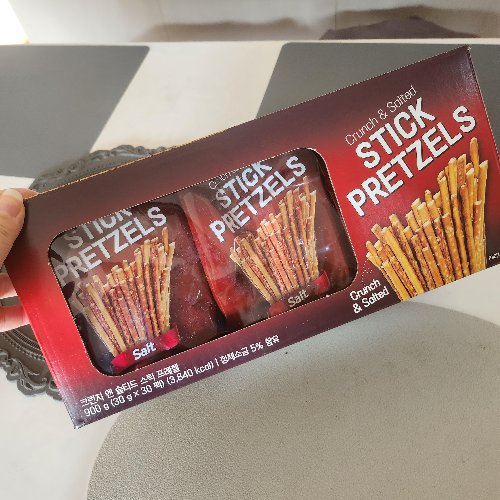 Crunch & Salted
STICK
PRETZELS
Crunch
& Salted
STICK
PRETZELS
Salt
STICK
PRETZELS
Salt
크런치 앤 솔티드 스틱 프레첼
900 g (30 g x 30 팩) (3,840 kcal) | 정제소금 5% 함유